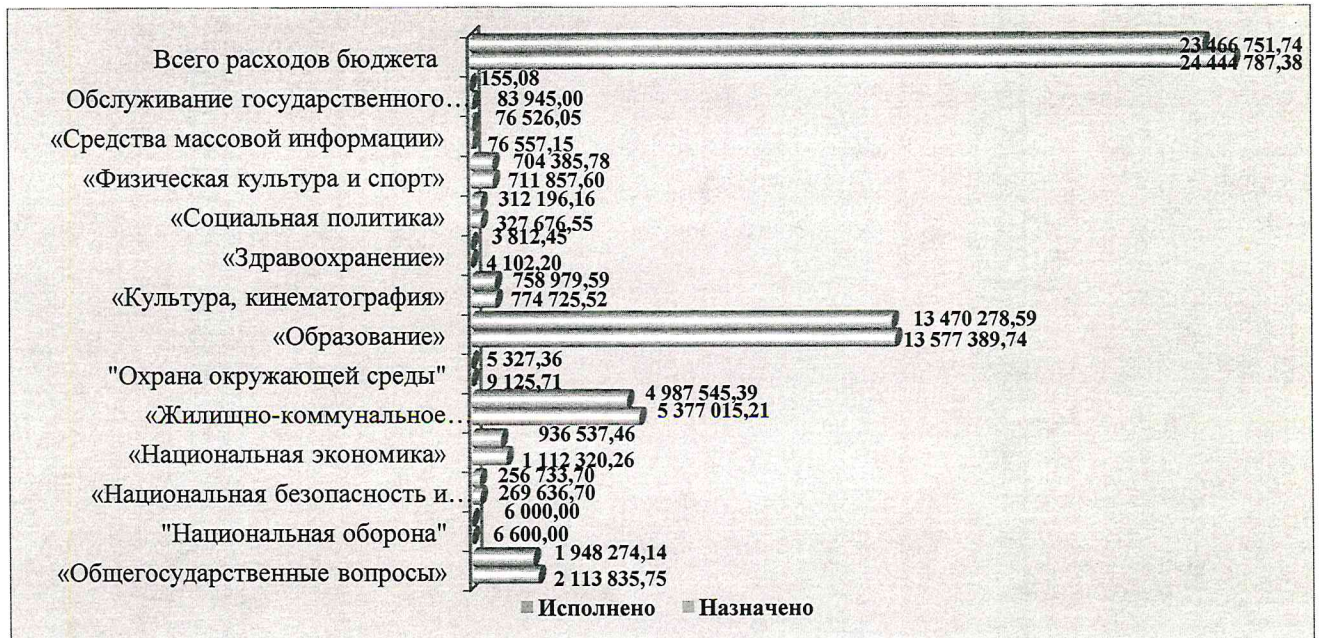 Всего расходов бюджета
23 466 751,74
24 444 787,38
155,08
Обслуживание государственного…
83 945,00
76 526,05
«Средства массовой информации»
76 557,15
704 385,78
«Физическая культура и спорт»
711 857,60
312 196,16
«Социальная политика»
327 676,55
3 812,45
«Здравоохранение»
4 102,20
758 979,59
«Культура, кинематография»
774 725,52
13 470 278,59
«Образование»
13 577 389,74
5 327,36
"Охрана окружающей среды"
9 125,71
4 987 545,39
«Жилищно-коммунальное…
5 377 015,21
936 537,46
«Национальная экономика»
1 112 320,26
256 733,70
«Национальная безопасность и…
269 636,70
6 000,00
"Национальная оборона"
6 600,00
1 948 274,14
«Общегосударственные вопросы»
2 113 835,75
Исполнено Назначено